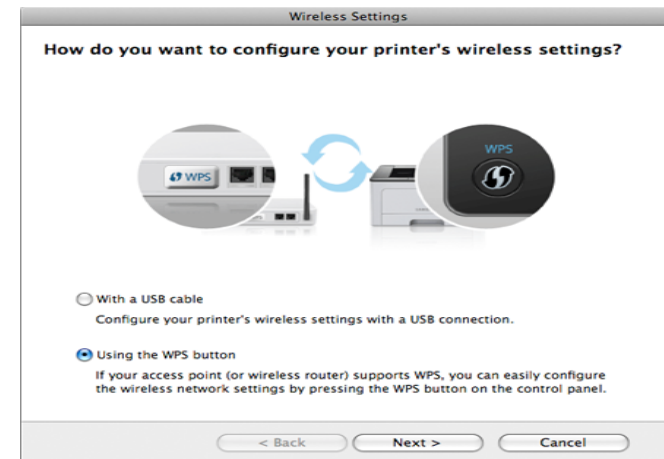 Wireless Settings
How do you want to configure your printer's wireless settings?
WPS
WPS
With a USB cable
Configure your printer's wireless settings with a USB connection.
Using the WPS button
If your access point (or wireless router) supports WPS, you can easily configure
the wireless network settings by pressing the WPS button on the control panel.
< Back Next > Cancel